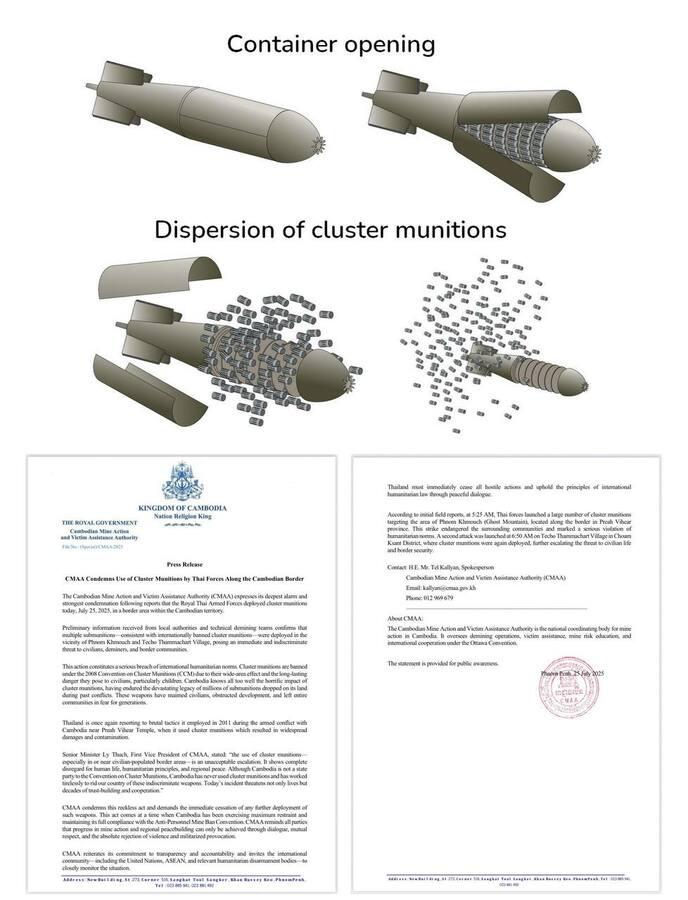 Container opening
Dispersion of cluster munitions
KINGDOM OF CAMBODIA
Nation Religion King
THE ROYAL GOVERNMENT
Cambodian Mine Action
and Victim Assistance Authority
Press Release
CMAA Condemns Use of Cluster Munitions by Thai Forces Along the Cambodian Border
The Cambodian Mine Action and Victim Assistance Authority (CMAA) expresses its deepest alarm and
strongest condemnation following reports that the Royal Thai Armed Forces deployed cluster munitions
today, July 25, 2025, in a border area within the Cambodian territory.
Preliminary information received from local authorities and technical demining teams confirms that
multiple submunitions—consistent with internationally banned cluster munitions—were deployed in the
vicinity of Phnom Khmouch and Techo Thammachart Village, posing an immediate and indiscriminate
threat to civilians, deminers, and border communities.
This action constitutes a serious breach of international humanitarian norms. Cluster munitions are banned
under the 2008 Convention on Cluster Munitions (CCM) due to their wide-area effect and the long-lasting
danger they pose to civilians, particularly children. Cambodia knows all too well the horrific impact of
cluster munitions, having endured the devastating legacy of millions of submunitions dropped on its land
during past conflicts. These weapons have maimed civilians, obstructed development, and left entire
communities in fear for generations.
Thailand is once again resorting to brutal tactics it employed in 2011 during the armed conflict with
Cambodia near Preah Vihear Temple, when it used cluster munitions which resulted in widespread
damages and contamination.
Senior Minister Ly Thuch, First Vice President of CMAA, stated: “the use of cluster munitions—
especially in or near civilian-populated border areas—is an unacceptable escalation. It shows complete
disregard for human life, humanitarian principles, and regional peace. Although Cambodia is not a state
party to the Convention on Cluster Munitions, Cambodia has never used cluster munitions and has worked
tirelessly to rid our country of these indiscriminate weapons. Today’s incident threatens not only lives but
decades of trust-building and cooperation.”
CMAA condemns this reckless act and demands the immediate cessation of any further deployment of
such weapons. This act comes at a time when Cambodia has been exercising maximum restraint and
maintaining its full compliance with the Anti-Personnel Mine Ban Convention. CMAA reminds all parties
that progress in mine action and regional peacebuilding can only be achieved through dialogue, mutual
respect, and the absolute rejection of violence and militarized provocation.
CMAA reiterates its commitment to transparency and accountability and invites the international
community—including the United Nations, ASEAN, and relevant humanitarian disarmament bodies—to
closely monitor the situation.
Thailand must immediately cease all hostile actions and uphold the principles of international
humanitarian law through peaceful dialogue.
According to initial field reports, at 5:25 AM, Thai forces launched a large number of cluster munitions
targeting the area of Phnom Khmouch (Ghost Mountain), located along the border in Preah Vihear
province. This strike endangered the surrounding communities and marked a serious violation of
humanitarian norms. A second attack was launched at 6:50 AM on Techo Thammachart Village in Choam
Ksant District, where cluster munitions were again deployed, further escalating the threat to civilian life
and border security.
Contact: H.E. Mr. Tel Kallyan, Spokesperson
Cambodian Mine Action and Victim Assistance Authority (CMAA)
Email: kallyan@cmaa.gov.kh
Phone: 012 969 679
About CMAA:
The Cambodian Mine Action and Victim Assistance Authority (CMAA) is the national coordinating body for mine
action in Cambodia. It oversees demining operations, victim assistance, mine risk education, and
international cooperation under the Ottawa Convention.
The statement is provided for public awareness.
Phnom Penh, 25 July 2025
CMAA